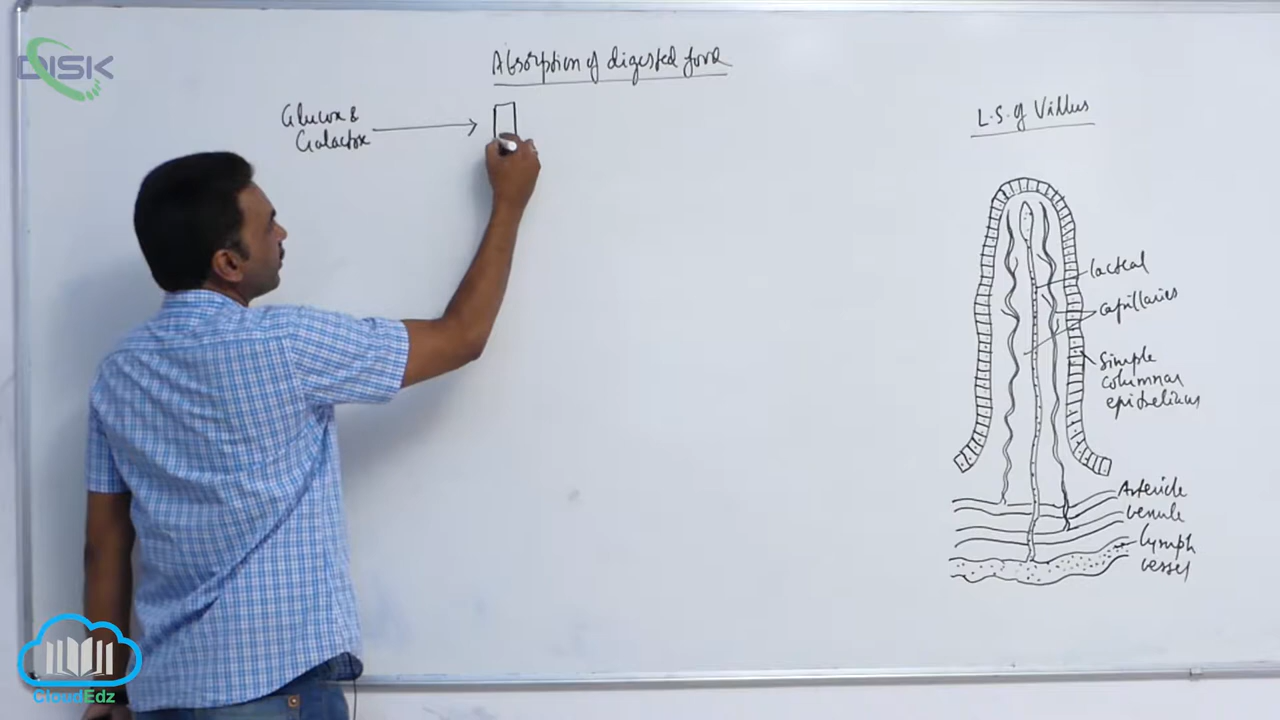 DISK
Absorption of digested food
Glucose &
Galactose
L.S. of Villus
lacteal
capillaries
Simple
columnar
epithelium
Arteriole
venule
lymph
vessel
CloudEdz